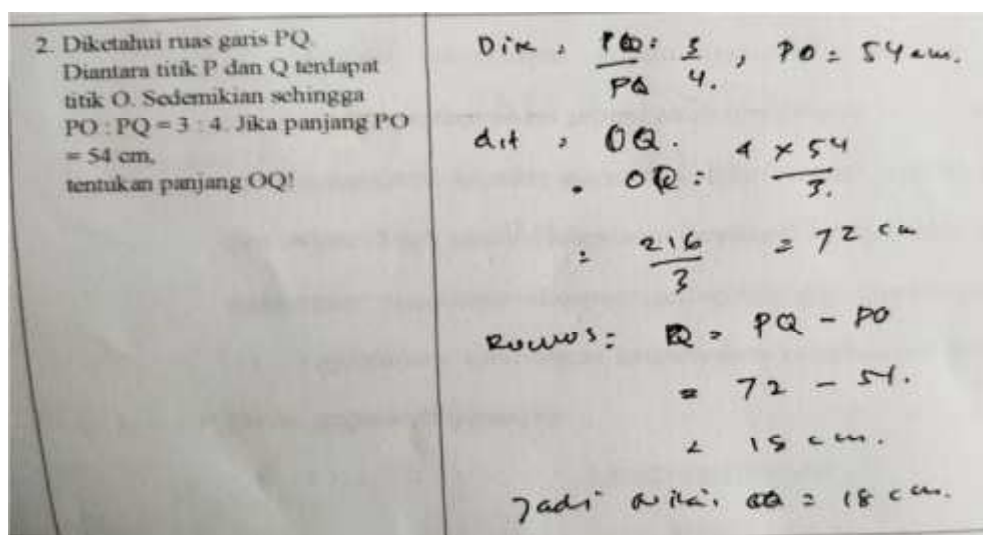 2. Diketahui ruas garis PQ.
Diantara titik P dan Q terdapat
titik O. Sedemikian sehingga
PO : PQ = 3 : 4. Jika panjang PO
= 54 cm,
tentukan panjang OQ!
Dik : PO : 3 , PO = 54 cm.
PQ 4.
dit : OQ.
OQ : 4 × 54
3.
= 216 = 72 cm
3
Rumus : = PQ - PO
= 72 - 54.
= 18 cm.
Jadi nilai OQ = 18 cm.